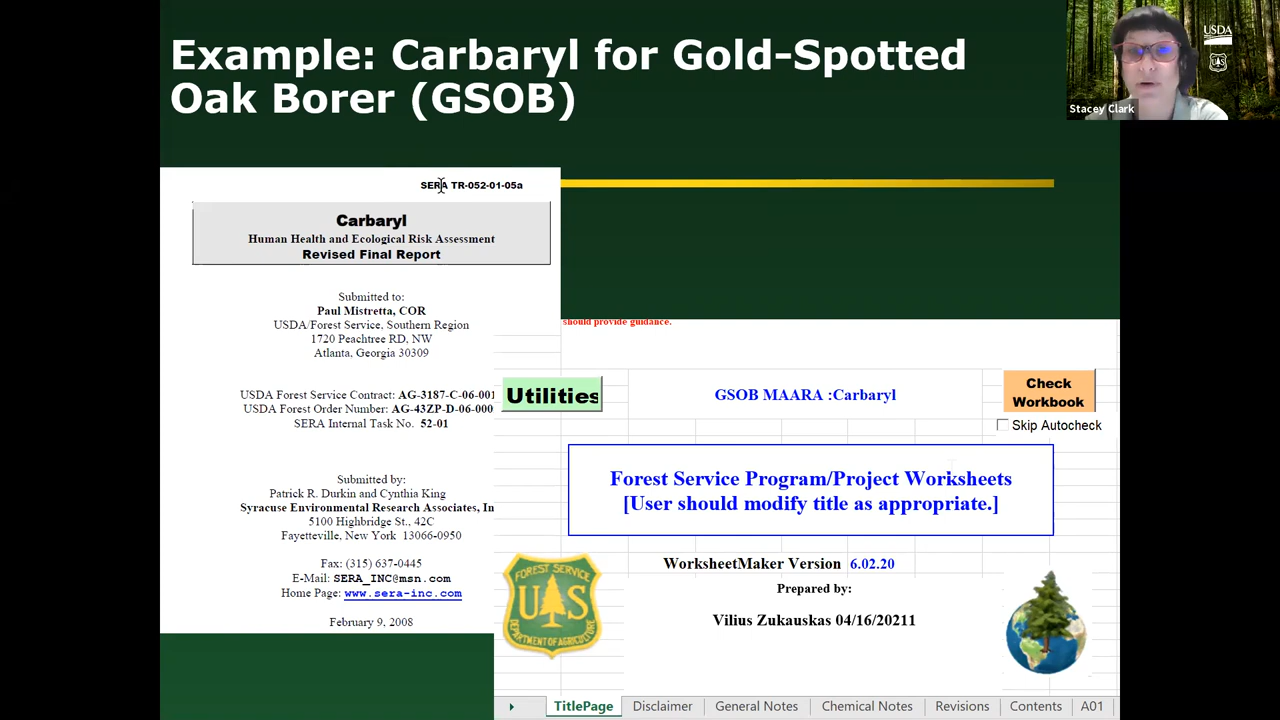 Example: Carbaryl for Gold-Spotted
Oak Borer (GSOB)
USDA
UAS
Stacey Clark
SERA TR-052-01-05a
Carbaryl
Human Health and Ecological Risk Assessment
Revised Final Report
Submitted to:
Paul Mistretta, COR
USDA/Forest Service, Southern Region
1720 Peachtree RD, NW
Atlanta, Georgia 30309
USDA Forest Service Contract: AG-3187-C-06-001
USDA Forest Order Number: AG-43ZP-D-06-000
SERA Internal Task No. 52-01
Submitted by:
Patrick R. Durkin and Cynthia King
Syracuse Environmental Research Associates, In
5100 Highbridge St., 42C
Fayetteville, New York 13066-0950
Fax: (315) 637-0445
E-Mail: SERA_INC@msn.com
Home Page: www.sera-inc.com
February 9, 2008
should provide guidance.
Utilities
GSOB MAARA :Carbaryl
Check
Workbook
Skip Autocheck
Forest Service Program/Project Worksheets
[User should modify title as appropriate.]
WorksheetMaker Version 6.02.20
Prepared by:
Vilius Zukauskas 04/16/20211
FOREST SERVICE
U S
DEPARTMENT OF AGRICULTURE
TitlePage Disclaimer General Notes Chemical Notes Revisions Contents A01